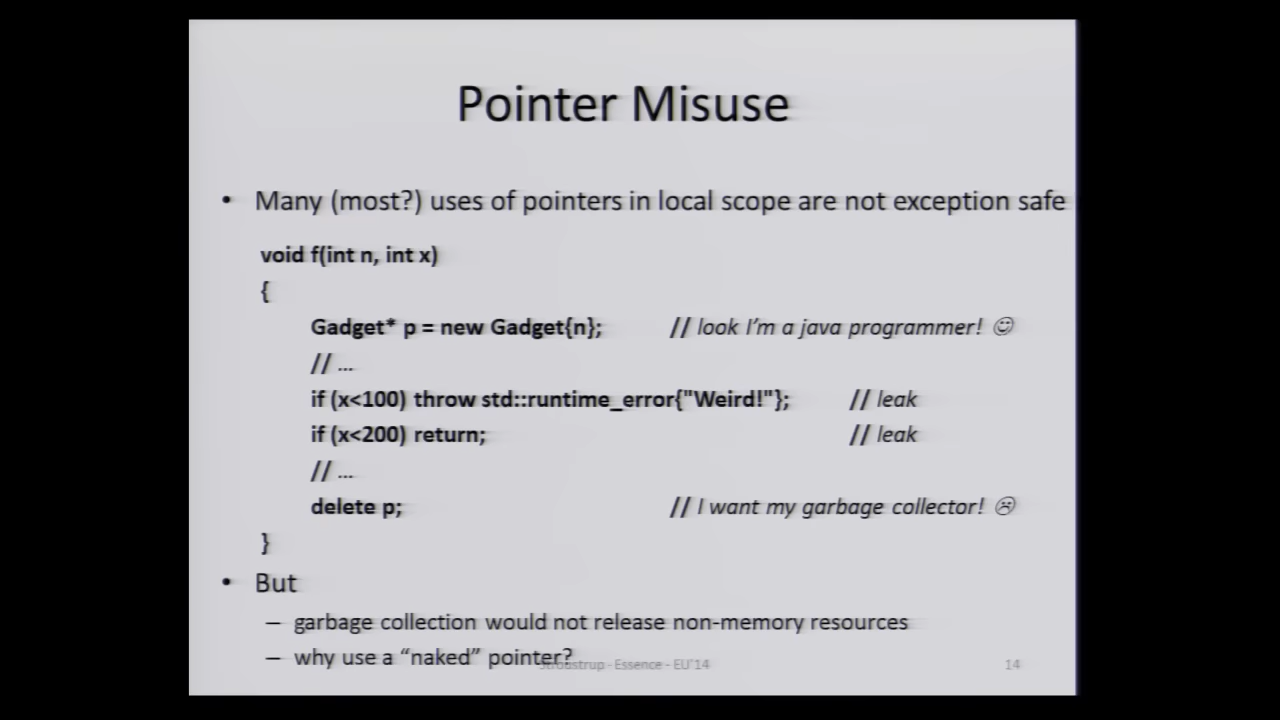 Pointer Misuse
• Many (most?) uses of pointers in local scope are not exception safe
void f(int n, int x)
{
Gadget* p = new Gadget{n}; // look I'm a java programmer! ☺
// ...
if (x<100) throw std::runtime_error{"Weird!"}; // leak
if (x<200) return; // leak
// ...
delete p; // I want my garbage collector! ☹
}
• But
– garbage collection would not release non-memory resources
– why use a “naked” pointer?
Stroustrup - Essence - EU'14 14